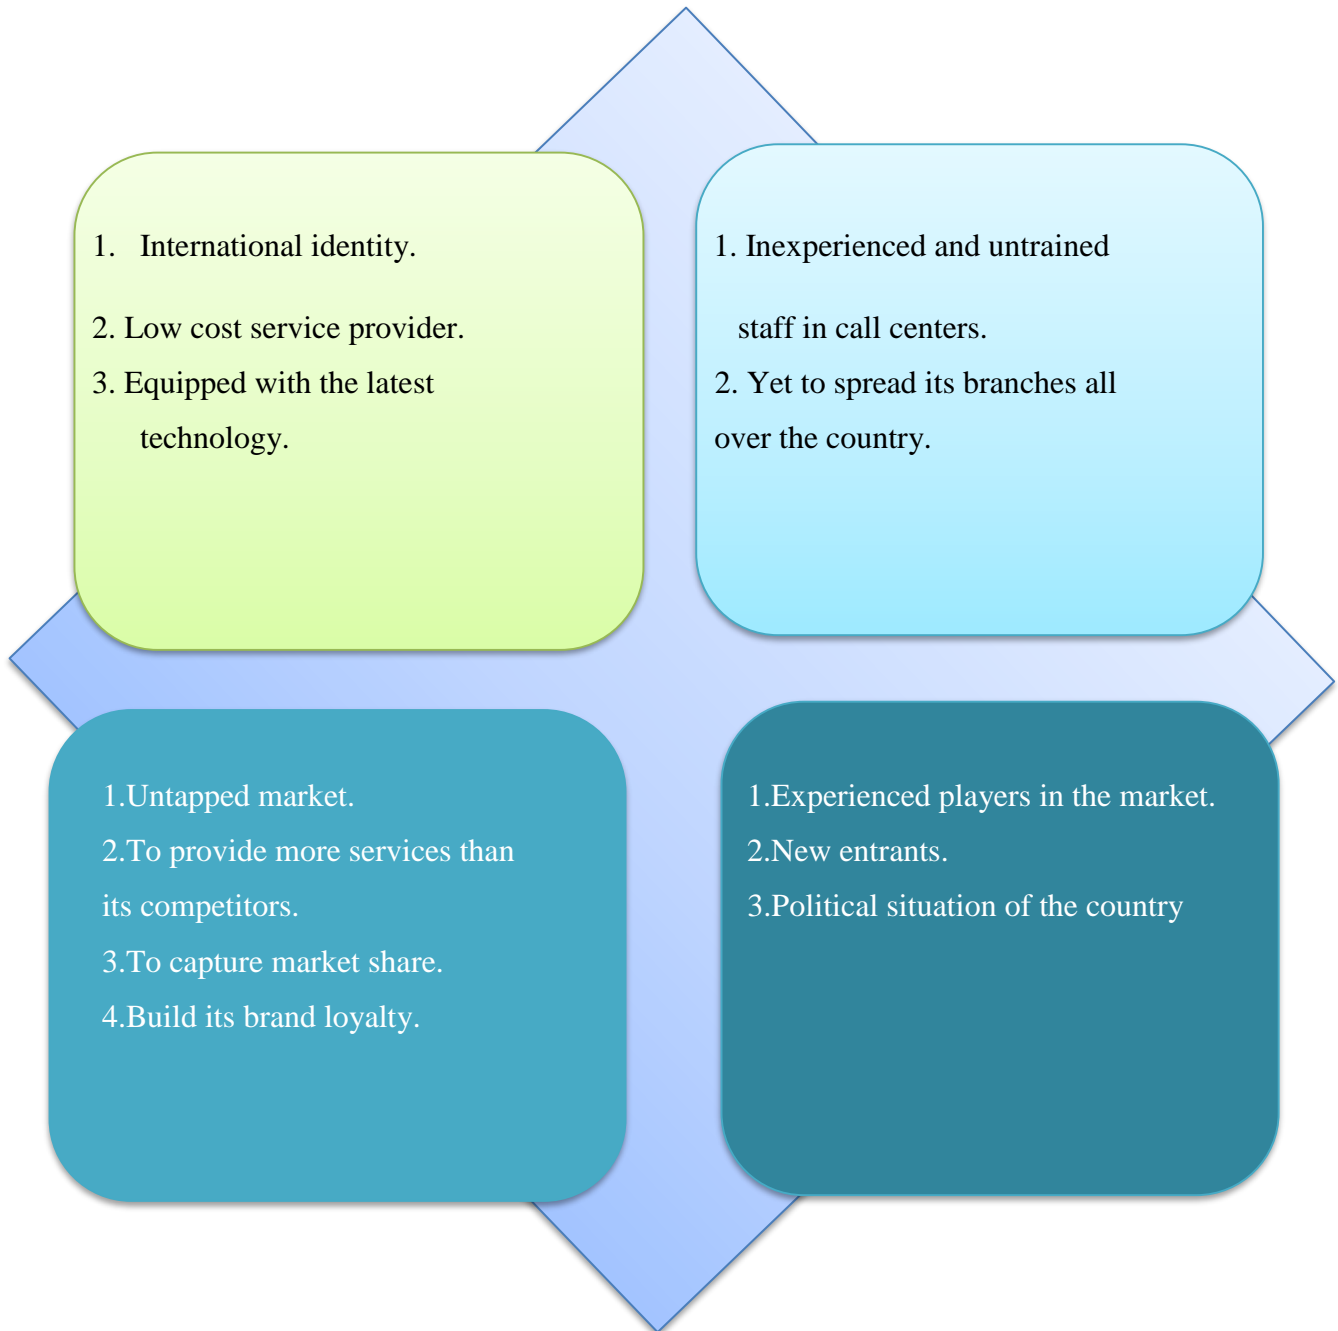 1. International identity.
2. Low cost service provider.
3. Equipped with the latest
technology.
1. Inexperienced and untrained
staff in call centers.
2. Yet to spread its branches all
over the country.
1.Untapped market.
2.To provide more services than
its competitors.
3.To capture market share.
4.Build its brand loyalty.
1.Experienced players in the market.
2.New entrants.
3.Political situation of the country